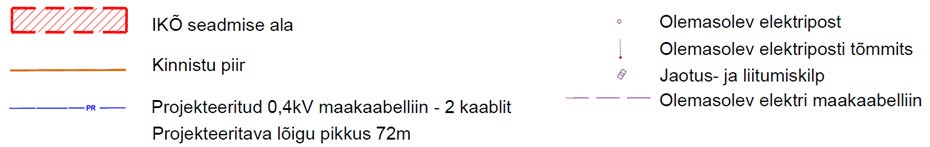 IKÕ seadmise ala
Kinnistu piir
PR
Projekteeritud 0,4kV maakaabelliin - 2 kaablit
Projekteeritava lõigu pikkus 72m
Olemasolev elektripost
Olemasolev elektriposti tõmmits
Jaotus- ja liitumiskilp
Olemasolev elektri maakaabelliin